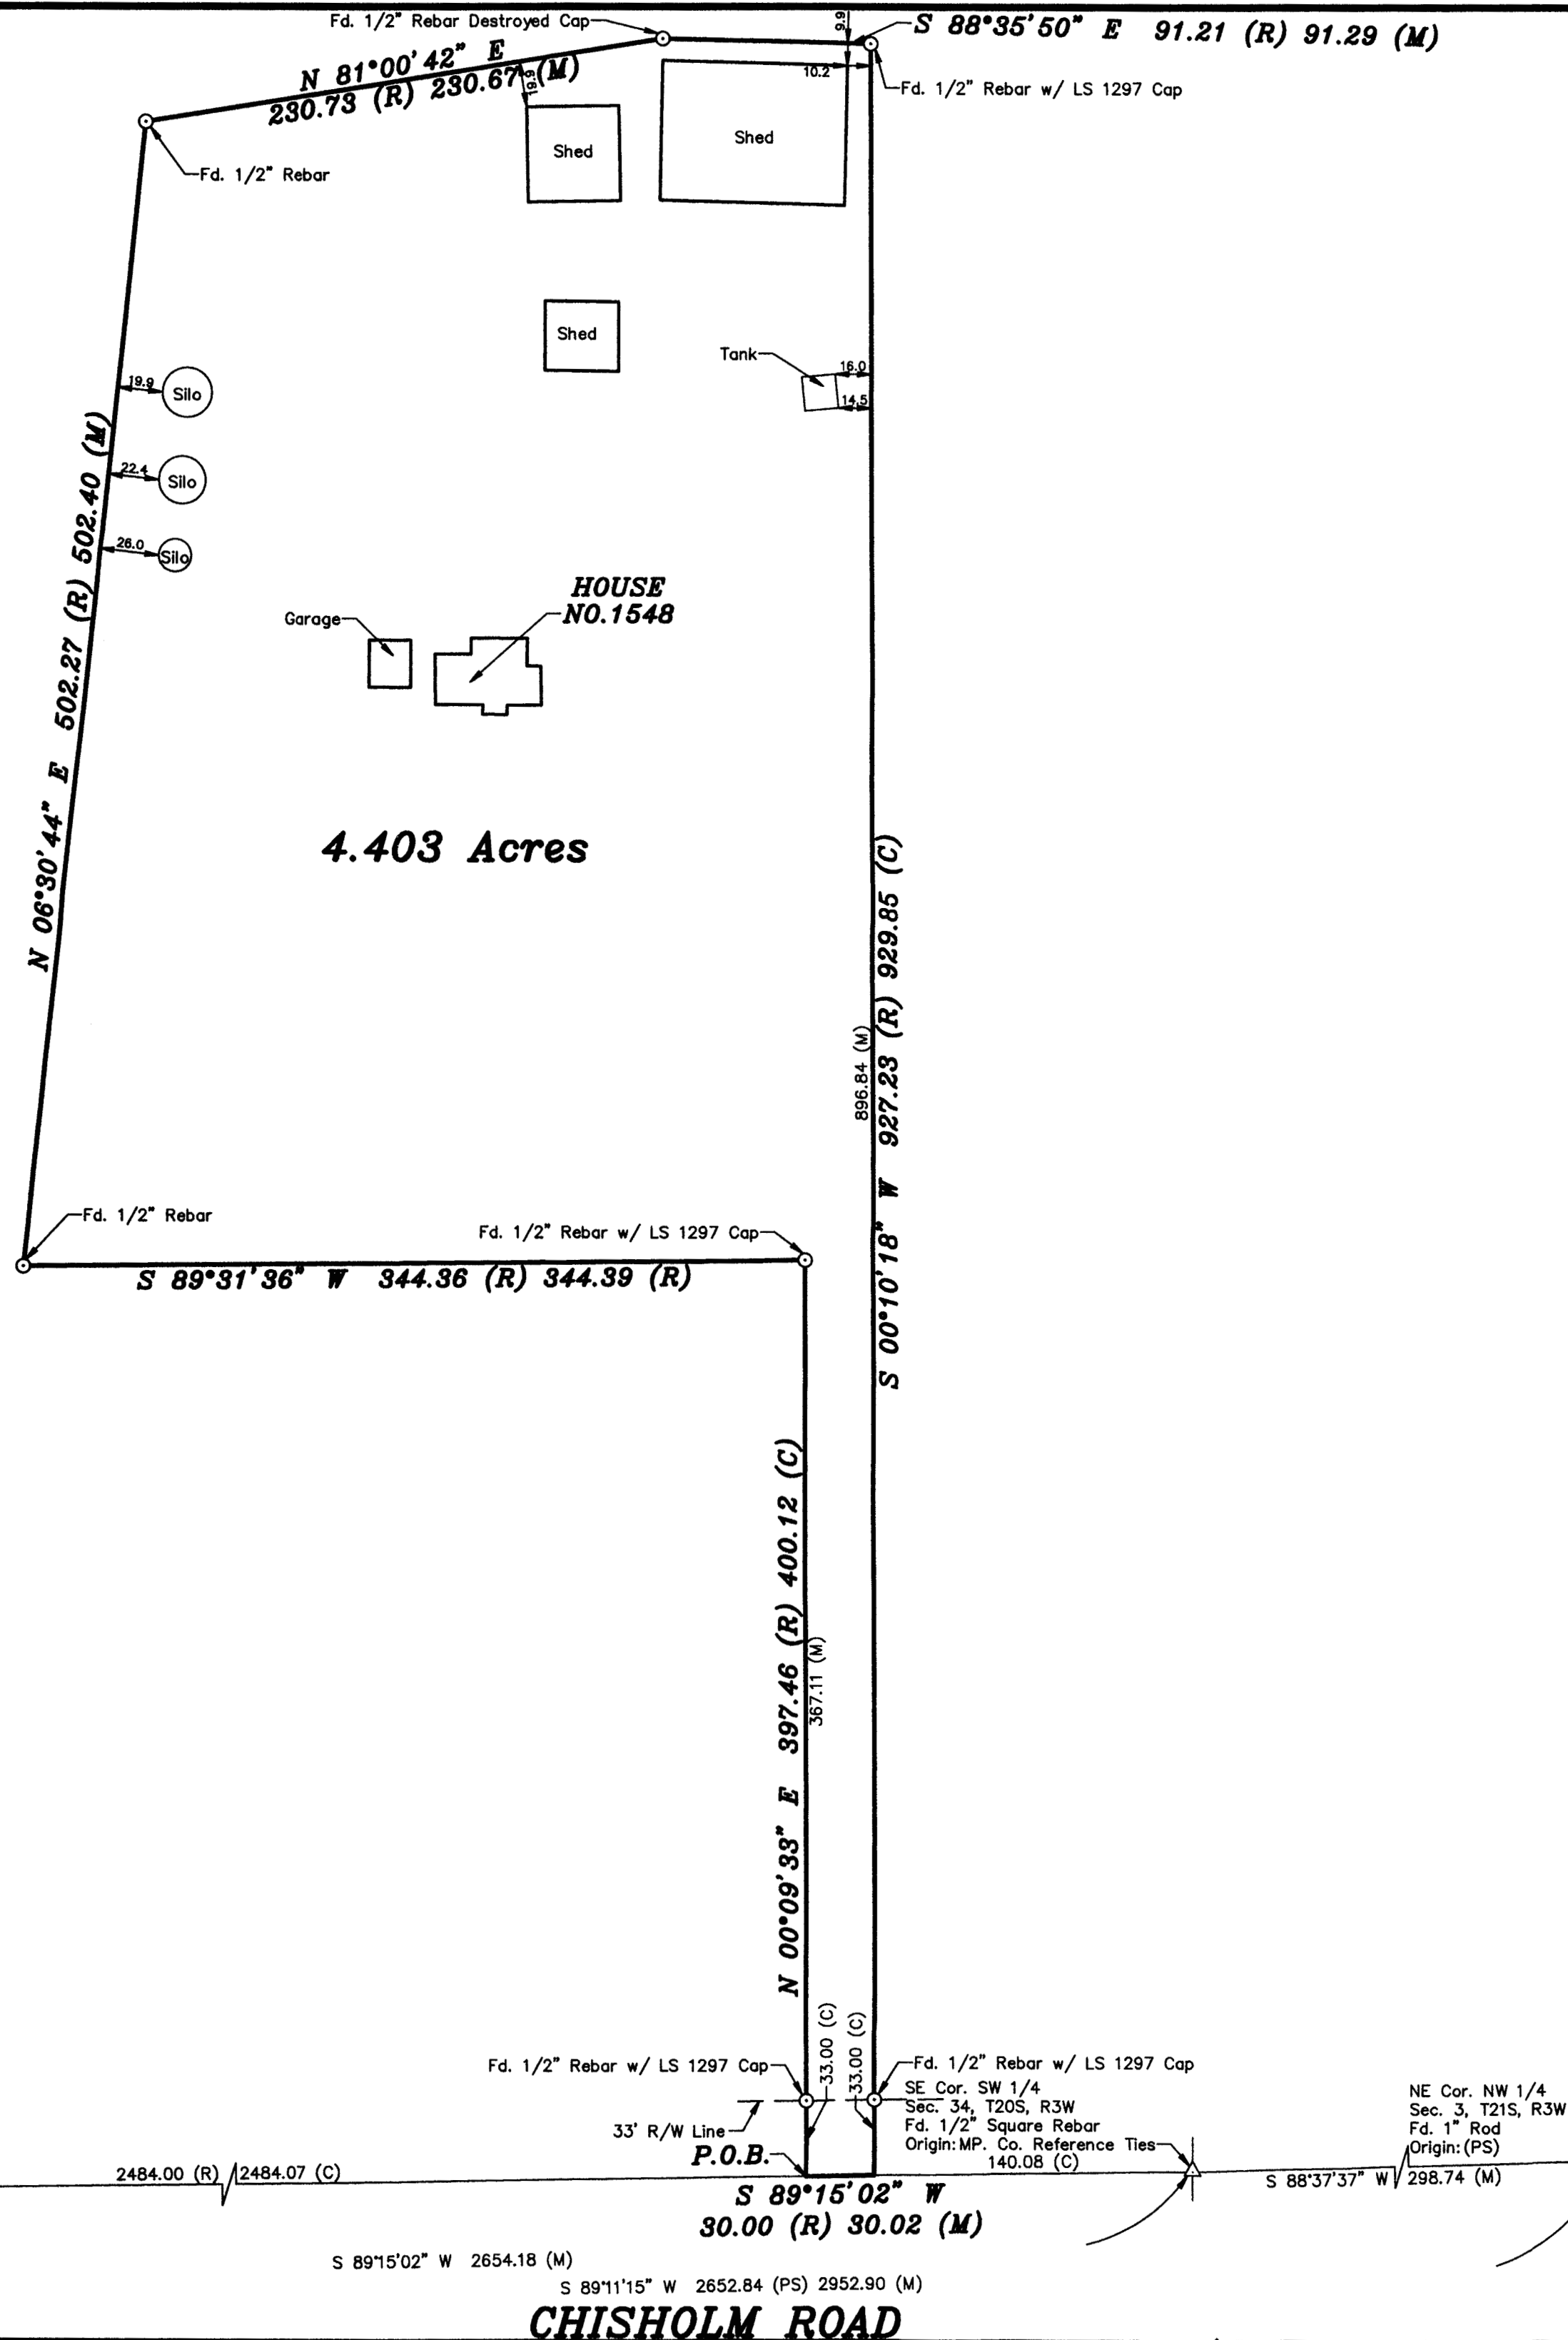 Fd. 1/2" Rebar Destroyed Cap
S 88°35'50" E 91.21 (R) 91.29 (M)
9.9
10.2
N 81°00'42" E
230.73 (R) 230.67 (M)
19.9
Fd. 1/2" Rebar w/ LS 1297 Cap
Shed
Shed
Fd. 1/2" Rebar
Shed
Tank
16.0
14.5
19.9
Silo
22.4
Silo
26.0
Silo
N 06°30'44" E 502.27 (R) 502.40 (M)
HOUSE
NO.1548
Garage
4.403 Acres
896.84 (M)
S 00°10'18" W 927.23 (R) 929.85 (C)
Fd. 1/2" Rebar
Fd. 1/2" Rebar w/ LS 1297 Cap
S 89°31'36" W 344.36 (R) 344.39 (R)
N 00°09'33" E 397.46 (R) 400.12 (C)
367.11 (M)
33.00 (C)
33.00 (C)
Fd. 1/2" Rebar w/ LS 1297 Cap
Fd. 1/2" Rebar w/ LS 1297 Cap
33' R/W Line
P.O.B.
SE Cor. SW 1/4
Sec. 34, T20S, R3W
Fd. 1/2" Square Rebar
Origin: MP. Co. Reference Ties
140.08 (C)
NE Cor. NW 1/4
Sec. 3, T21S, R3W
Fd. 1" Rod
Origin: (PS)
2484.00 (R) 2484.07 (C)
S 88°37'37" W 298.74 (M)
S 89°15'02" W
30.00 (R) 30.02 (M)
S 89°15'02" W 2654.18 (M)
S 89°11'15" W 2652.84 (PS) 2952.90 (M)
CHISHOLM ROAD